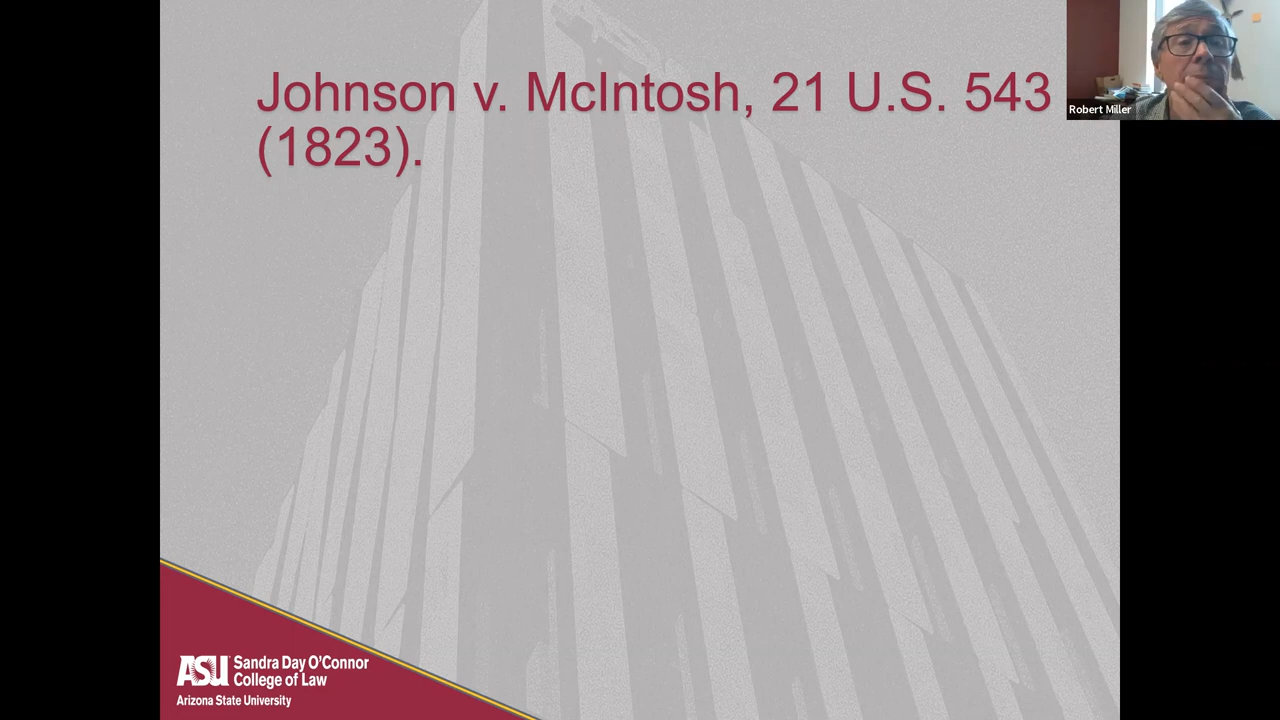 Johnson v. McIntosh, 21 U.S. 543
(1823).
Robert Miller
ASU Sandra Day O'Connor
College of Law
Arizona State University